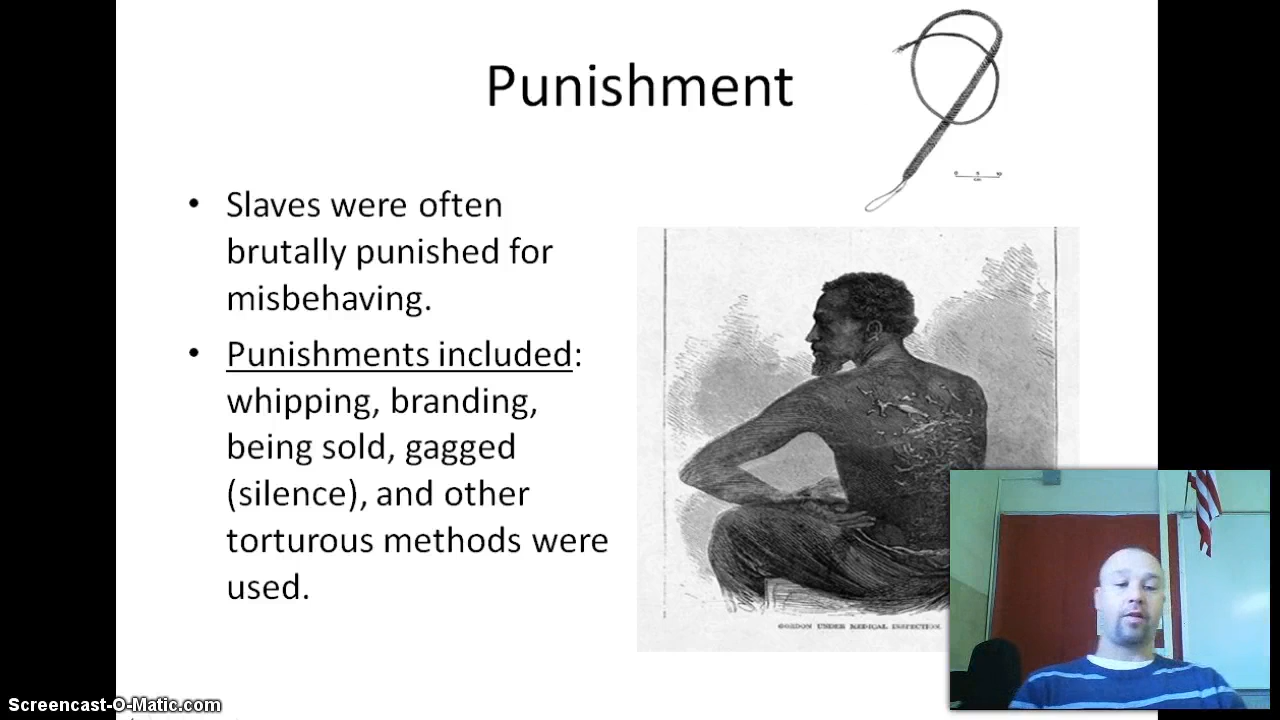 Punishment
• Slaves were often
brutally punished for
misbehaving.
• Punishments included:
whipping, branding,
being sold, gagged
(silence), and other
torturous methods were
used.
GORDON UNDER MEDICAL INSPECTION
Screencast-O-Matic.com